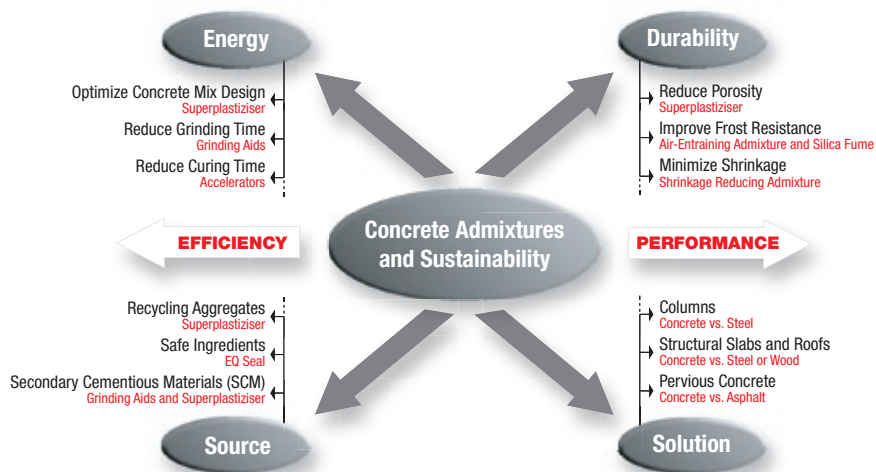 Energy
Optimize Concrete Mix Design
Superplastiziser
Reduce Grinding Time
Grinding Aids
Reduce Curing Time
Accelerators
Durability
Reduce Porosity
Superplastiziser
Improve Frost Resistance
Air-Entraining Admixture and Silica Fume
Minimize Shrinkage
Shrinkage Reducing Admixture
EFFICIENCY
Concrete Admixtures
and Sustainability
PERFORMANCE
Recycling Aggregates
Superplastiziser
Safe Ingredients
EQ Seal
Secondary Cementious Materials (SCM)
Grinding Aids and Superplastiziser
Source
Columns
Concrete vs. Steel
Structural Slabs and Roofs
Concrete vs. Steel or Wood
Pervious Concrete
Concrete vs. Asphalt
Solution